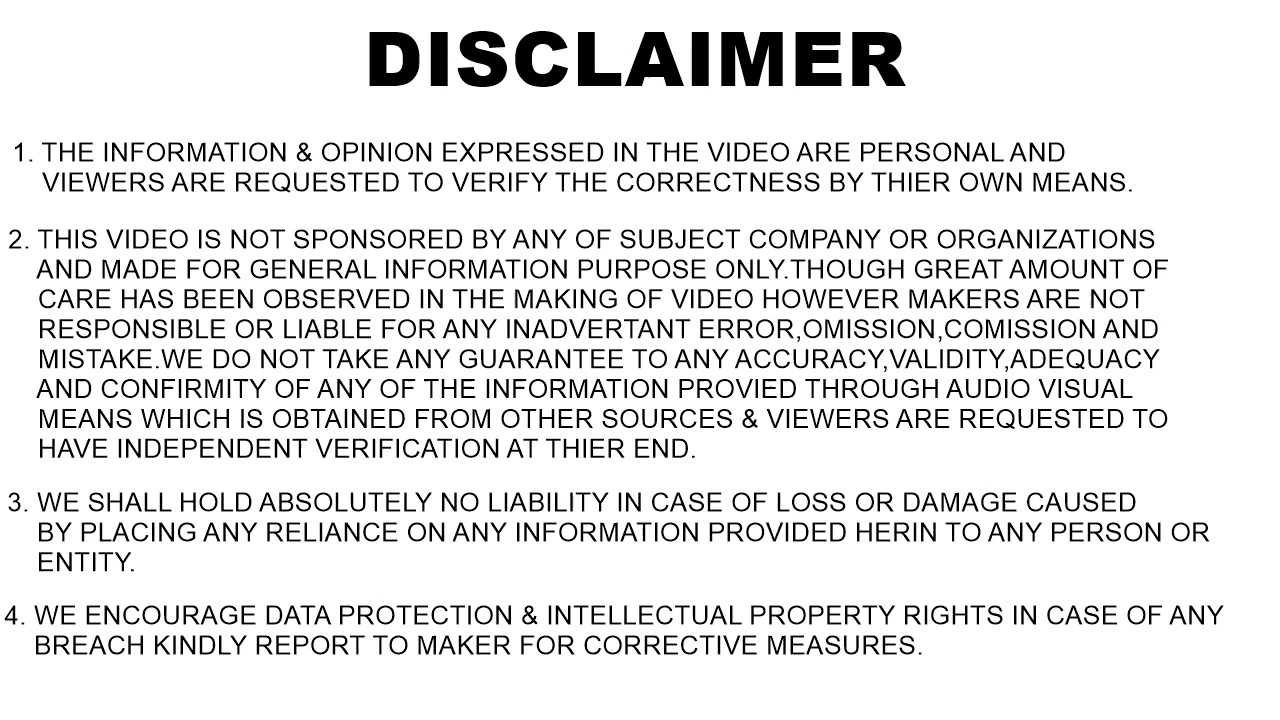 DISCLAIMER
1. THE INFORMATION & OPINION EXPRESSED IN THE VIDEO ARE PERSONAL AND
VIEWERS ARE REQUESTED TO VERIFY THE CORRECTNESS BY THIER OWN MEANS.
2. THIS VIDEO IS NOT SPONSORED BY ANY OF SUBJECT COMPANY OR ORGANIZATIONS
AND MADE FOR GENERAL INFORMATION PURPOSE ONLY.THOUGH GREAT AMOUNT OF
CARE HAS BEEN OBSERVED IN THE MAKING OF VIDEO HOWEVER MAKERS ARE NOT
RESPONSIBLE OR LIABLE FOR ANY INADVERTANT ERROR,OMISSION,COMISSION AND
MISTAKE.WE DO NOT TAKE ANY GUARANTEE TO ANY ACCURACY,VALIDITY,ADEQUACY
AND CONFIRMITY OF ANY OF THE INFORMATION PROVIED THROUGH AUDIO VISUAL
MEANS WHICH IS OBTAINED FROM OTHER SOURCES & VIEWERS ARE REQUESTED TO
HAVE INDEPENDENT VERIFICATION AT THIER END.
3. WE SHALL HOLD ABSOLUTELY NO LIABILITY IN CASE OF LOSS OR DAMAGE CAUSED
BY PLACING ANY RELIANCE ON ANY INFORMATION PROVIDED HERIN TO ANY PERSON OR
ENTITY.
4. WE ENCOURAGE DATA PROTECTION & INTELLECTUAL PROPERTY RIGHTS IN CASE OF ANY
BREACH KINDLY REPORT TO MAKER FOR CORRECTIVE MEASURES.